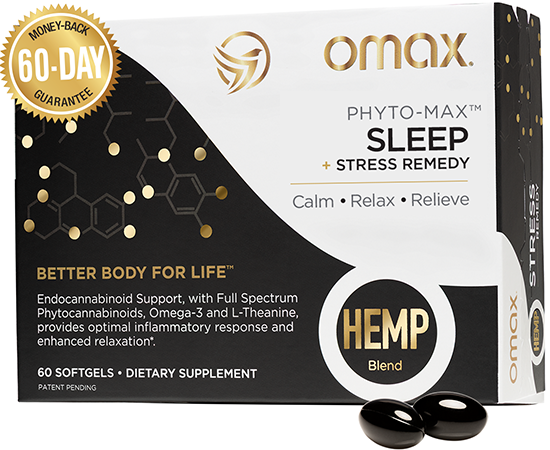 MONEY-BACK
60-DAY
GUARANTEE
omax®
PHYTO-MAX™
SLEEP
+ STRESS REMEDY
Calm • Relax • Relieve
BETTER BODY FOR LIFE™
Endocannabinoid Support, with Full Spectrum
Phytocannabinoids, Omega-3 and L-Theanine,
provides optimal inflammatory response and
enhanced relaxation*.
60 SOFTGELS • DIETARY SUPPLEMENT
PATENT PENDING
HEMP
Blend
omax®
STRESS
REMEDY